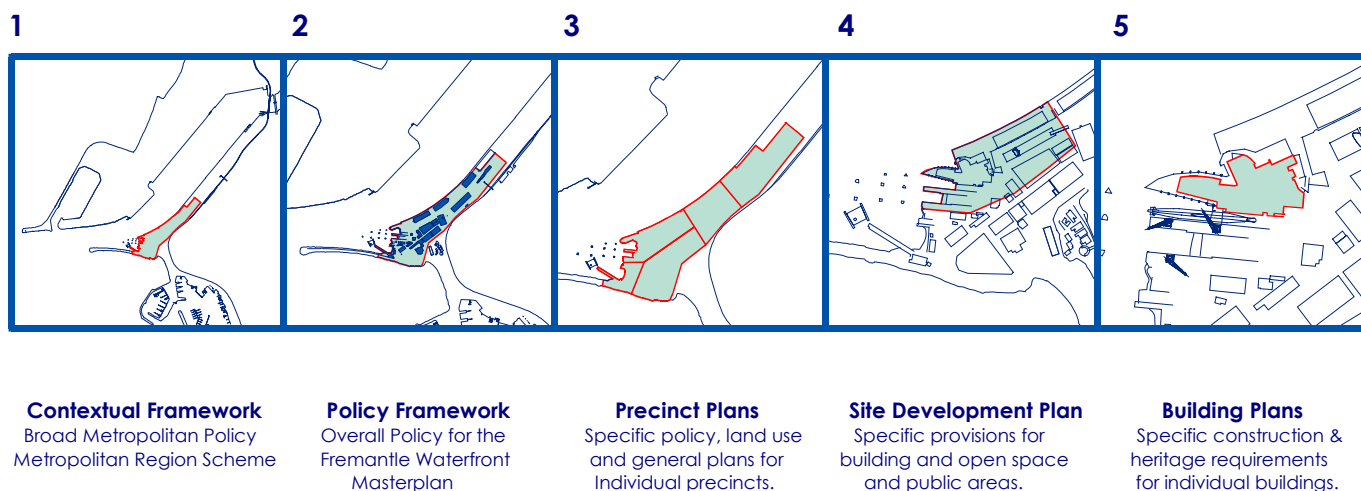 1
2
3
4
5
Contextual Framework
Broad Metropolitan Policy
Metropolitan Region Scheme
Policy Framework
Overall Policy for the
Fremantle Waterfront
Masterplan
Precinct Plans
Specific policy, land use
and general plans for
Individual precincts.
Site Development Plan
Specific provisions for
building and open space
and public areas.
Building Plans
Specific construction &
heritage requirements
for individual buildings.